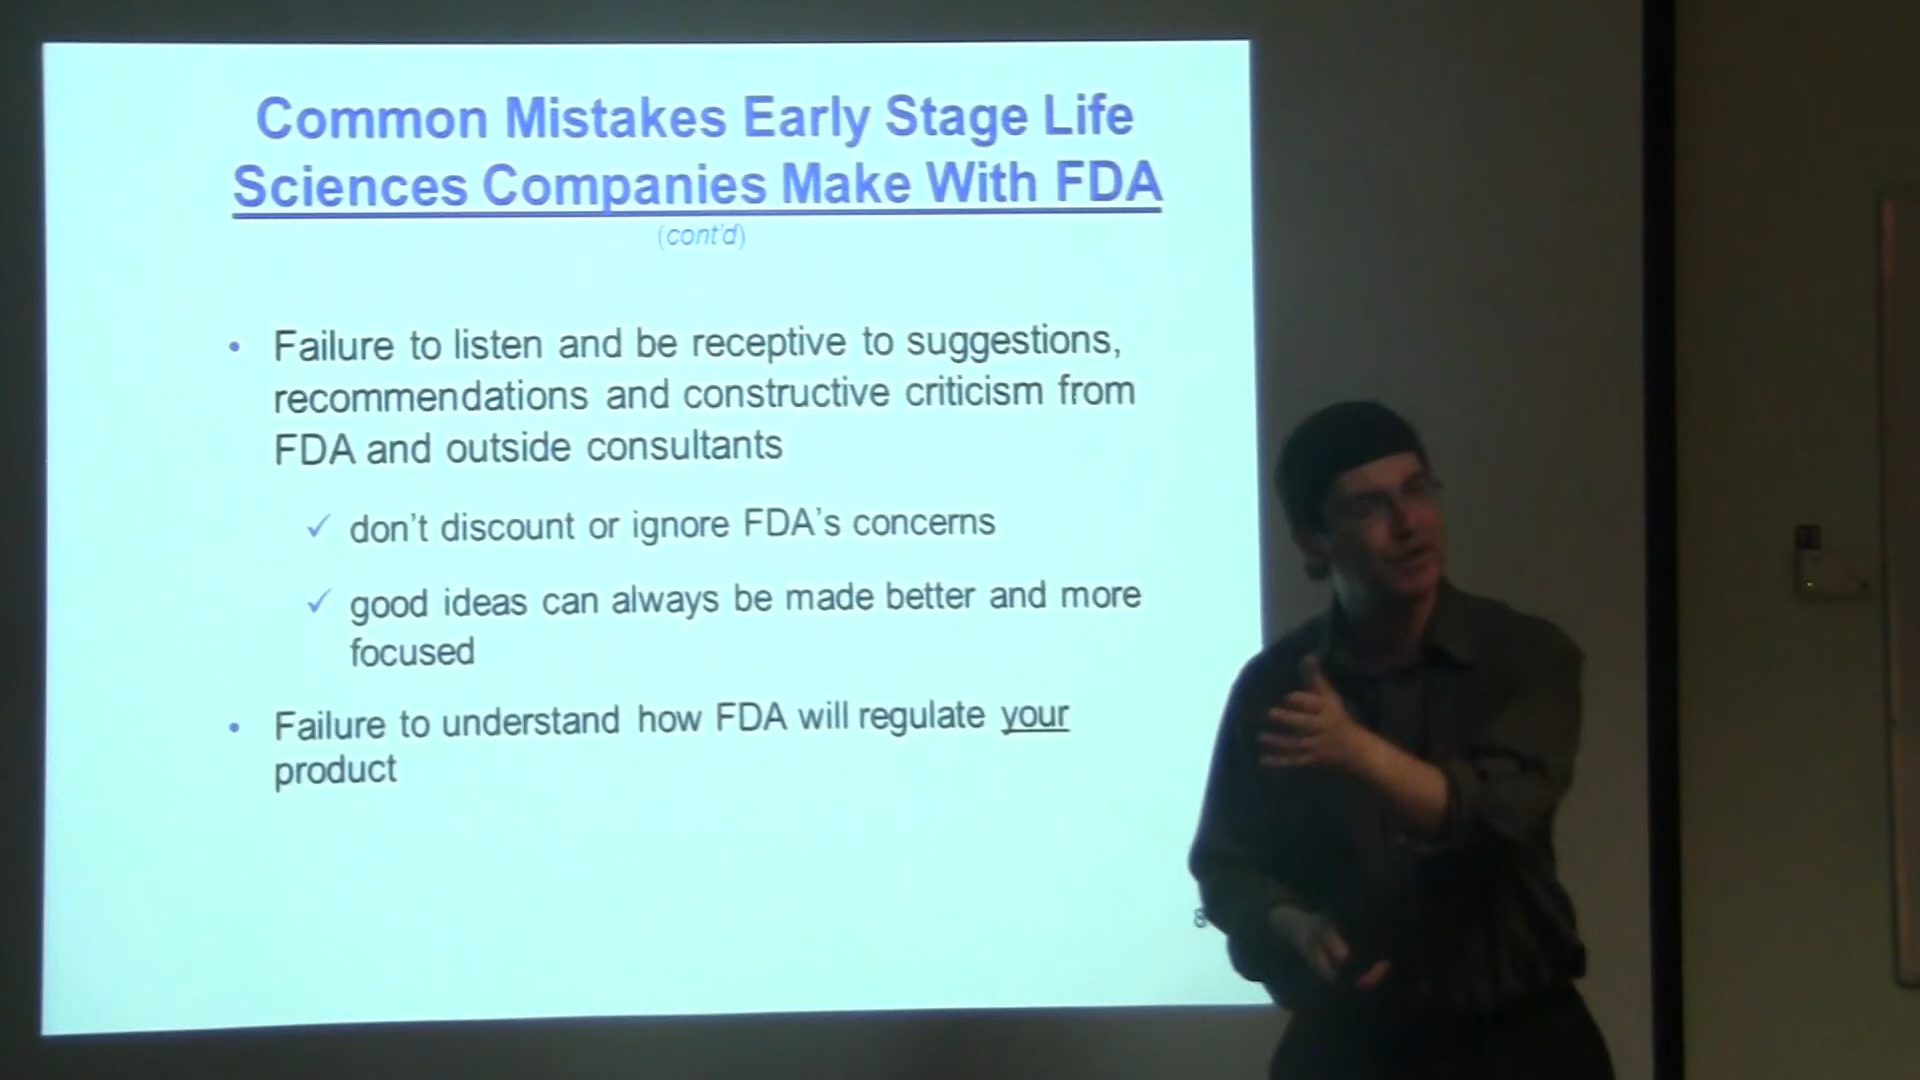 Common Mistakes Early Stage Life
Sciences Companies Make With FDA
(cont'd)
• Failure to listen and be receptive to suggestions,
recommendations and constructive criticism from
FDA and outside consultants
✓ don't discount or ignore FDA's concerns
✓ good ideas can always be made better and more
focused
• Failure to understand how FDA will regulate your
product
8